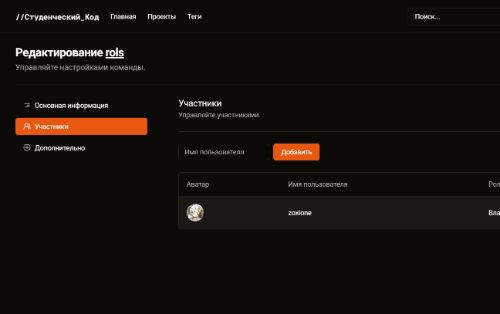 //Студенческий_Код Главная Проекты Теги Поиск...
Редактирование rols
Управляйте настройками команды.
Основная информация
Участники
Дополнительно
Участники
Управляйте участниками.
Имя пользователя Добавить
Аватар Имя пользователя Рол
zoxione Вла